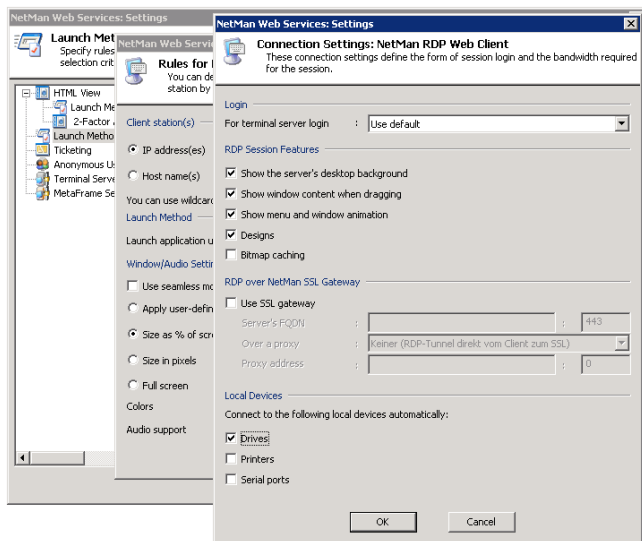 NetMan Web Services: Settings
Launch Met
Specify rules
selection crit
HTML View
Launch Me
2-Factor
Launch Metho
Ticketing
Anonymous U
Terminal Serve
MetaFrame Se
NetMan Web Servi
Rules for
You can de
station by
Client station(s)
IP address(es)
Host name(s)
You can use wildcard
Launch Method
Launch application u
Window/Audio Settin
Use seamless mo
Apply user-defin
Size as % of scre
Size in pixels
Full screen
Colors
Audio support
NetMan Web Services: Settings
Connection Settings: NetMan RDP Web Client
These connection settings define the form of session login and the bandwidth required
for the session.
Login
For terminal server login : Use default
RDP Session Features
Show the server's desktop background
Show window content when dragging
Show menu and window animation
Designs
Bitmap caching
RDP over NetMan SSL Gateway
Use SSL gateway
Server's FQDN : : 443
Over a proxy : Keiner (RDP-Tunnel direkt vom Client zum SSL)
Proxy address : : 0
Local Devices
Connect to the following local devices automatically:
Drives
Printers
Serial ports
OK Cancel